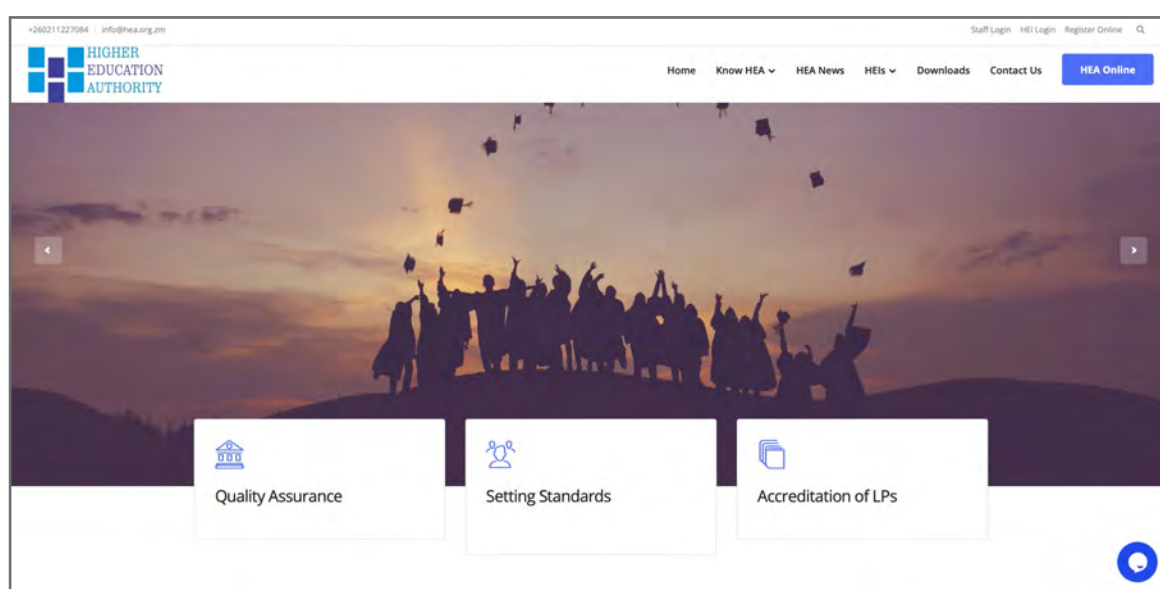 +260211227084 info@hea.org.zm
Staff Login HEI Login Register Online
HIGHER
EDUCATION
AUTHORITY
Home Know HEA HEA News HEIs Downloads Contact Us HEA Online
Quality Assurance
Setting Standards
Accreditation of LPs